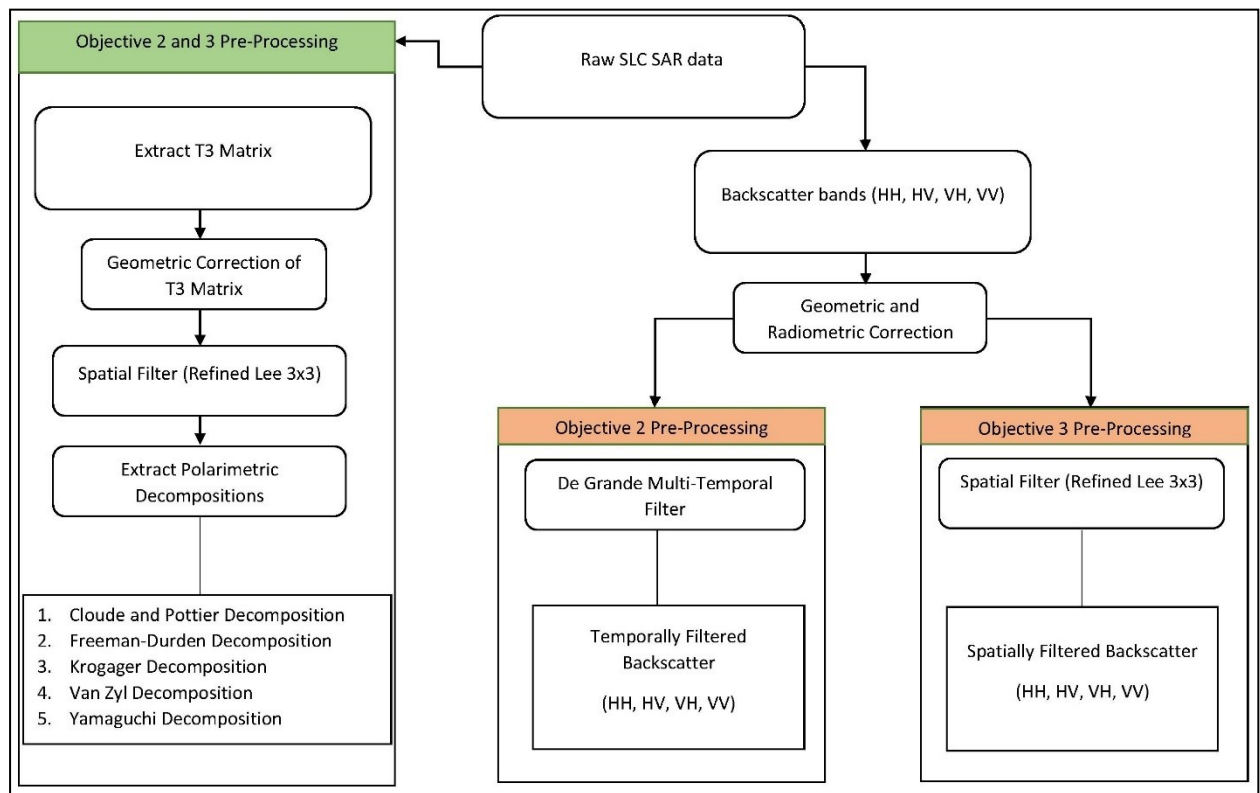 Raw SLC SAR data
Objective 2 and 3 Pre-Processing
Extract T3 Matrix
Geometric Correction of
T3 Matrix
Spatial Filter (Refined Lee 3x3)
Extract Polarimetric
Decompositions
1. Cloude and Pottier Decomposition
2. Freeman-Durden Decomposition
3. Krogager Decomposition
4. Van Zyl Decomposition
5. Yamaguchi Decomposition
Backscatter bands (HH, HV, VH, VV)
Geometric and
Radiometric Correction
Objective 2 Pre-Processing
De Grande Multi-Temporal
Filter
Temporally Filtered
Backscatter
(HH, HV, VH, VV)
Objective 3 Pre-Processing
Spatial Filter (Refined Lee 3x3)
Spatially Filtered Backscatter
(HH, HV, VH, VV)